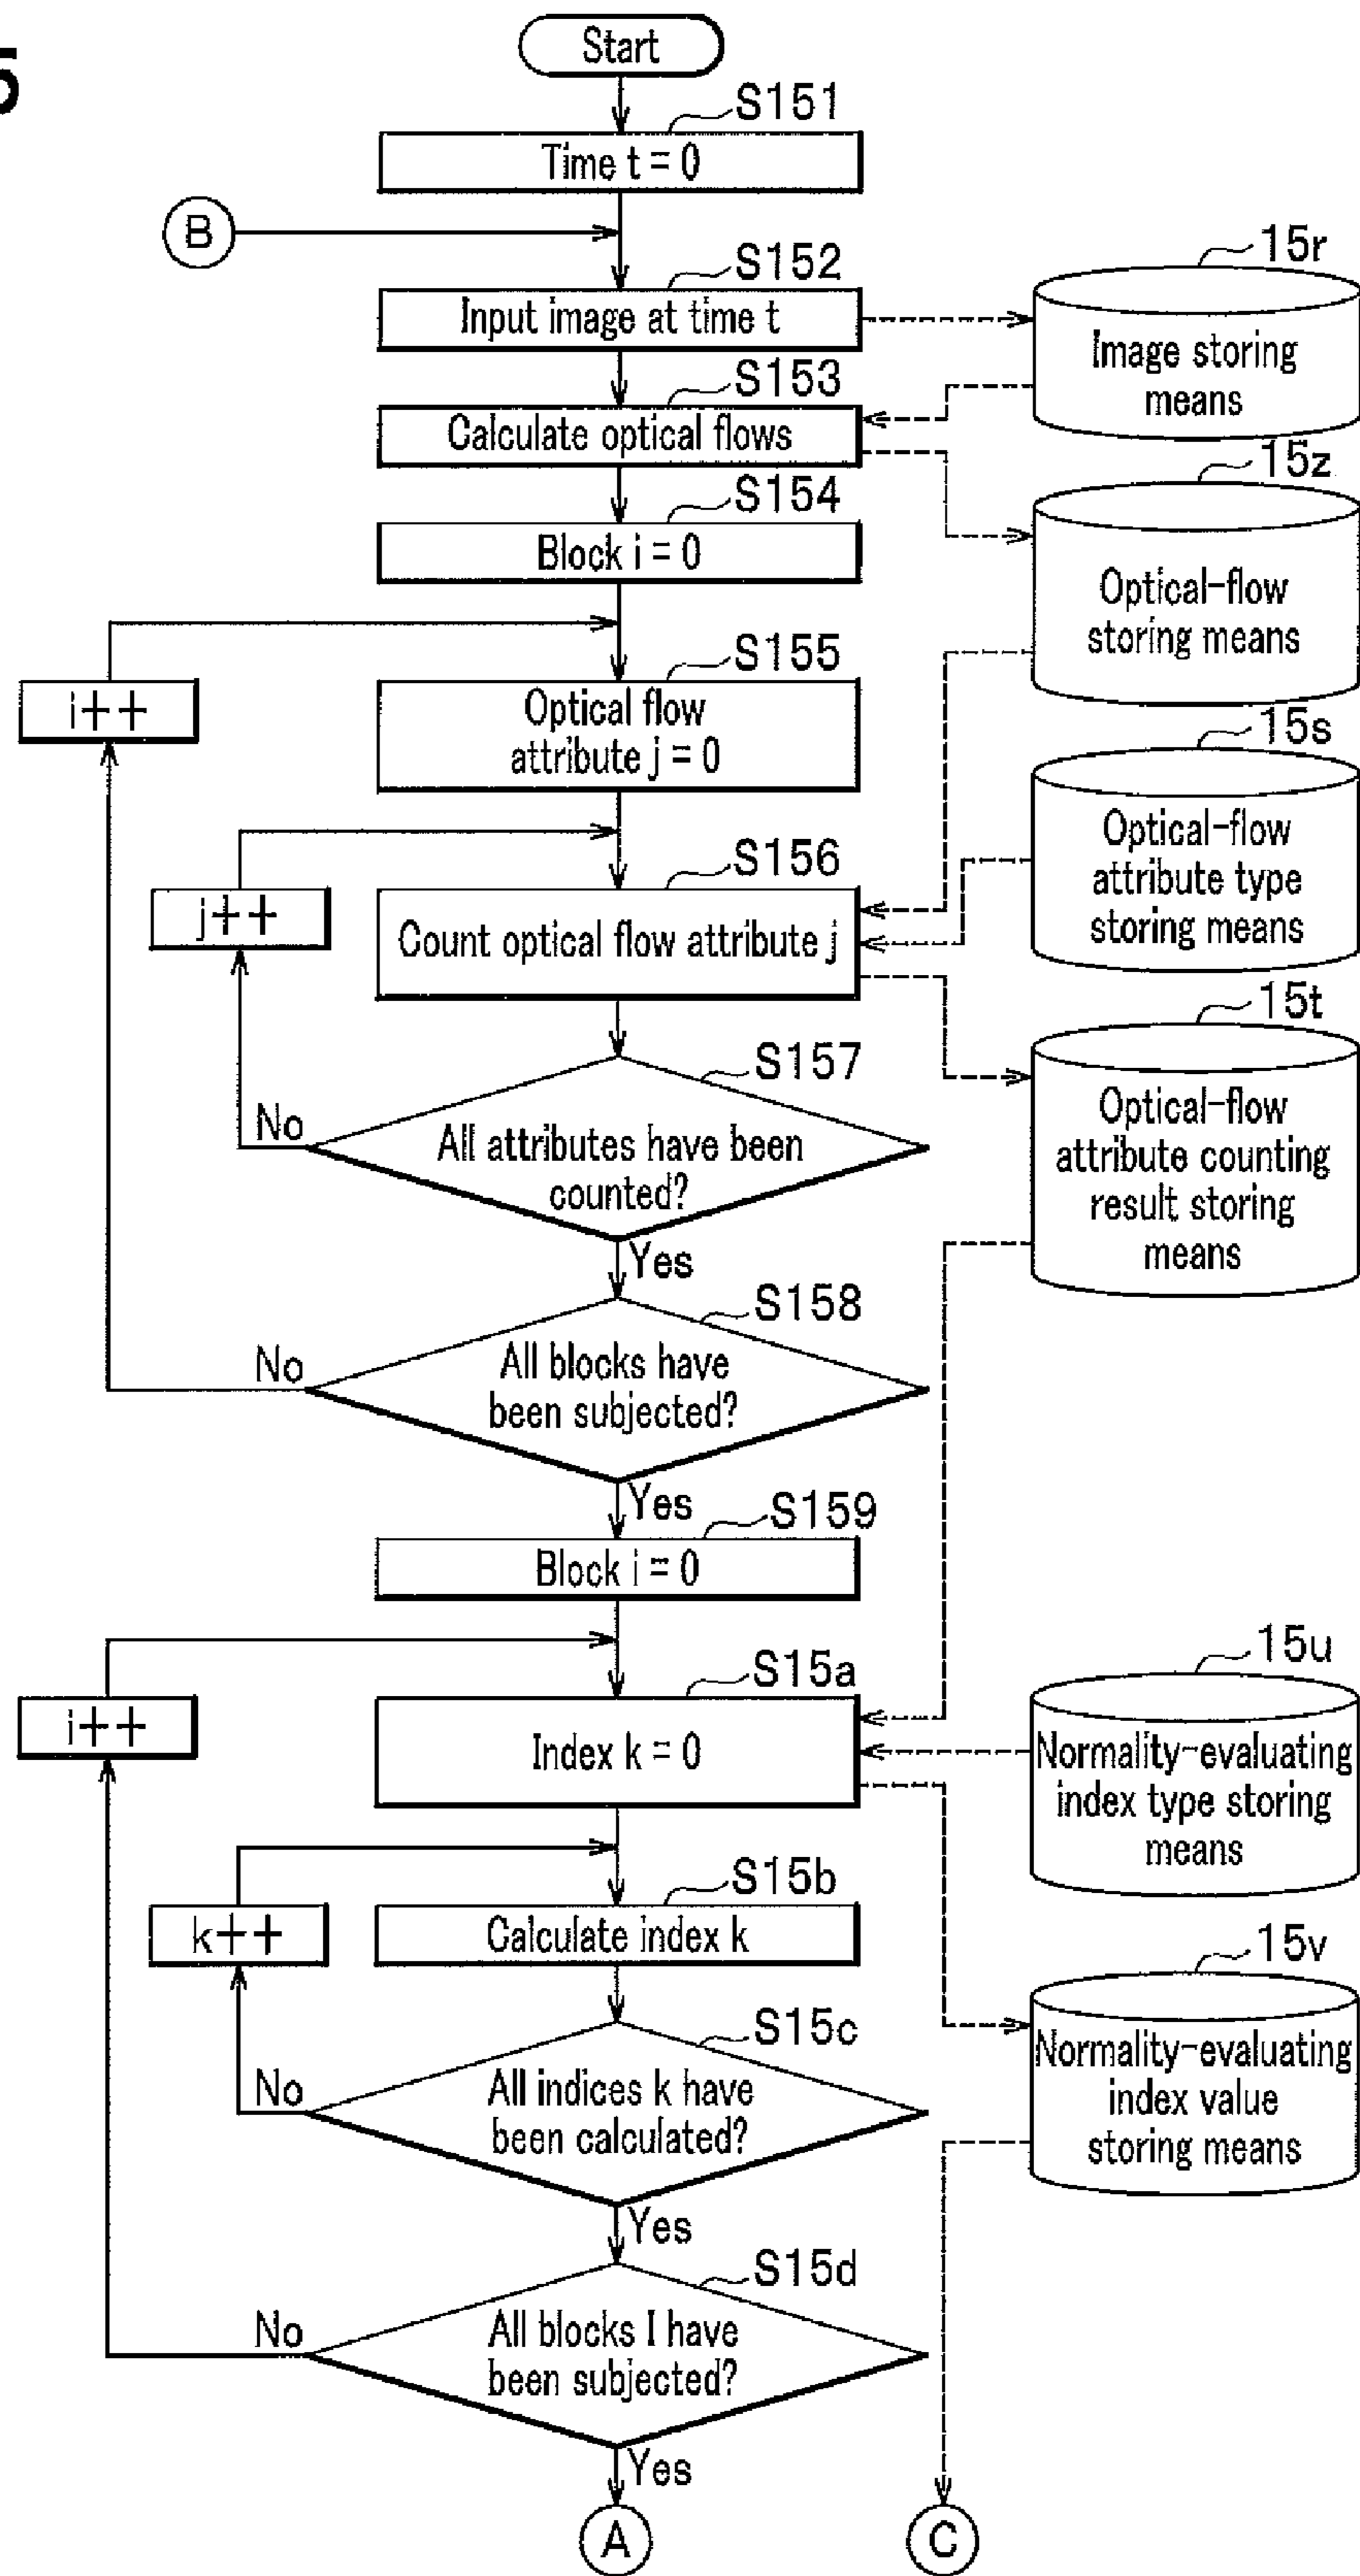 5
Start
S151
Time t = 0
B
S152
15r
Input image at time t
Image storing
means
S153
Calculate optical flows
15z
S154
Block i = 0
Optical-flow
storing means
S155
i++
Optical flow
attribute j = 0
15s
Optical-flow
attribute type
storing means
S156
j++
Count optical flow attribute j
15t
S157
No
All attributes have been
counted?
Optical-flow
attribute counting
result storing
means
Yes
S158
No
All blocks have
been subjected?
Yes
S159
Block i = 0
15u
S15a
i++
Index k = 0
Normality-evaluating
index type storing
means
S15b
k++
Calculate index k
15v
S15c
No
All indices k have
been calculated?
Normality-evaluating
index value
storing means
Yes
S15d
No
All blocks I have
been subjected?
Yes
A
C